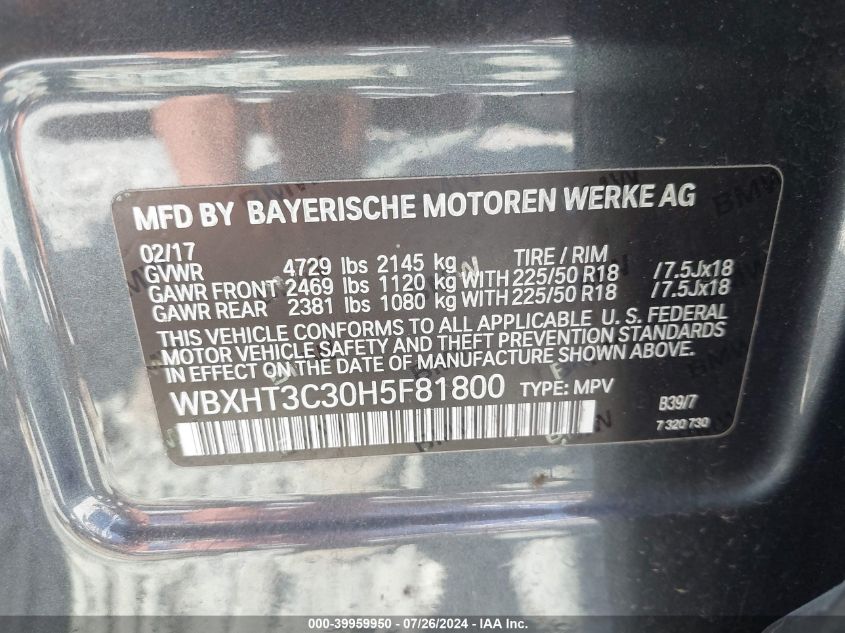 MFD BY BAYERISCHE MOTOREN WERKE AG
02/17 TIRE / RIM
GVWR 4729 lbs 2145 kg
GAWR FRONT 2469 lbs 1120 kg WITH 225/50 R18 /7.5Jx18
GAWR REAR 2381 lbs 1080 kg WITH 225/50 R18 /7.5Jx18
THIS VEHICLE CONFORMS TO ALL APPLICABLE U. S. FEDERAL
MOTOR VEHICLE SAFETY AND THEFT PREVENTION STANDARDS
IN EFFECT ON THE DATE OF MANUFACTURE SHOWN ABOVE.
WBXHT3C30H5F81800 TYPE: MPV B39/7
7 320 730
000-39959950 - 07/26/2024 - IAA Inc.